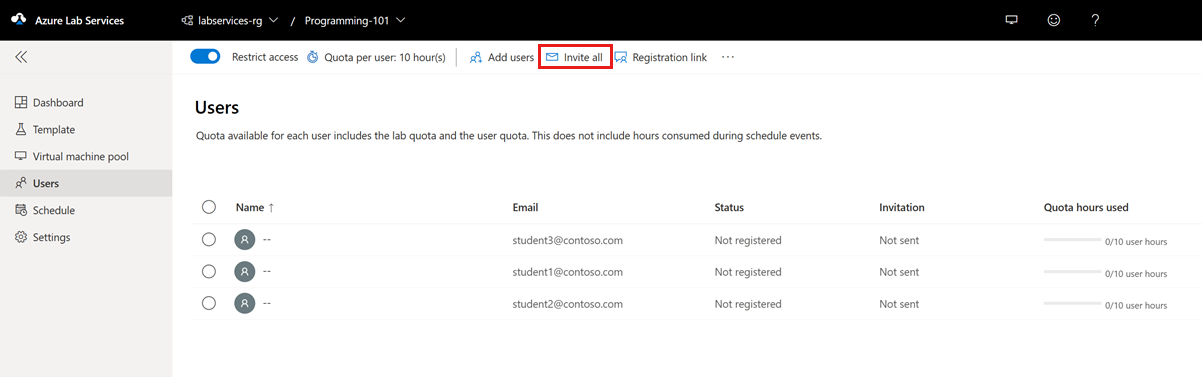 Azure Lab Services labservices-rg / Programming-101 ?
Restrict access Quota per user: 10 hour(s) Add users Invite all Registration link ...
Dashboard
Template
Virtual machine pool
Users
Schedule
Settings
Users
Quota available for each user includes the lab quota and the user quota. This does not include hours consumed during schedule events.
Name ↑ Email Status Invitation Quota hours used
-- student3@contoso.com Not registered Not sent 0/10 user hours
-- student1@contoso.com Not registered Not sent 0/10 user hours
-- student2@contoso.com Not registered Not sent 0/10 user hours